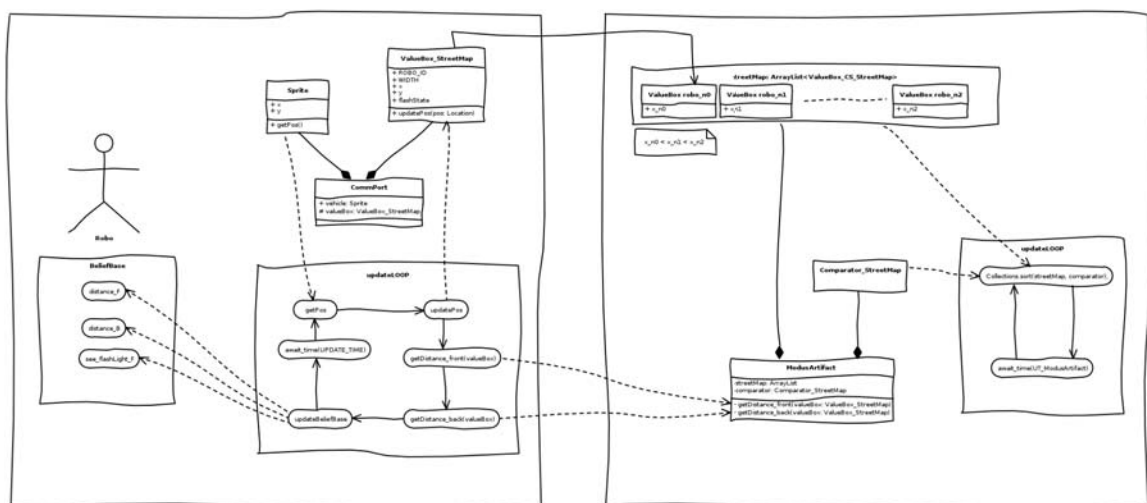 ValueBox_StreetMap
+ ROBO_ID
+ WIDTH
+ x
+ y
+ flashState
+ updatePos(pos: Location)
Sprite
+ x
+ y
+ getPos()
CommPort
+ vehicle: Sprite
# valueBox: ValueBox_StreetMap
Robo
BeliefBase
distance_F
distance_B
see_flashLight_F
updateLOOP
getPos
updatePos
await_time(UPDATE_TIME)
getDistance_front(valueBox)
updateBeliefBase
getDistance_back(valueBox)
streetMap: ArrayList<ValueBox_CS_StreetMap>
ValueBox robo_n0
+ x_n0
ValueBox robo_n1
+ x_n1
ValueBox robo_n2
+ x_n2
x_n0 < x_n1 < x_n2
Comparator_StreetMap
updateLOOP
Collections.sort(streetMap, comparator),
await_time(UT_ModusArtifact)
ModusArtifact
-streetMap: ArrayList
-comparator: Comparator_StreetMap
~getDistance_front(valueBox: ValueBox_StreetMap)
~getDistance_back(valueBox: ValueBox_StreetMap)